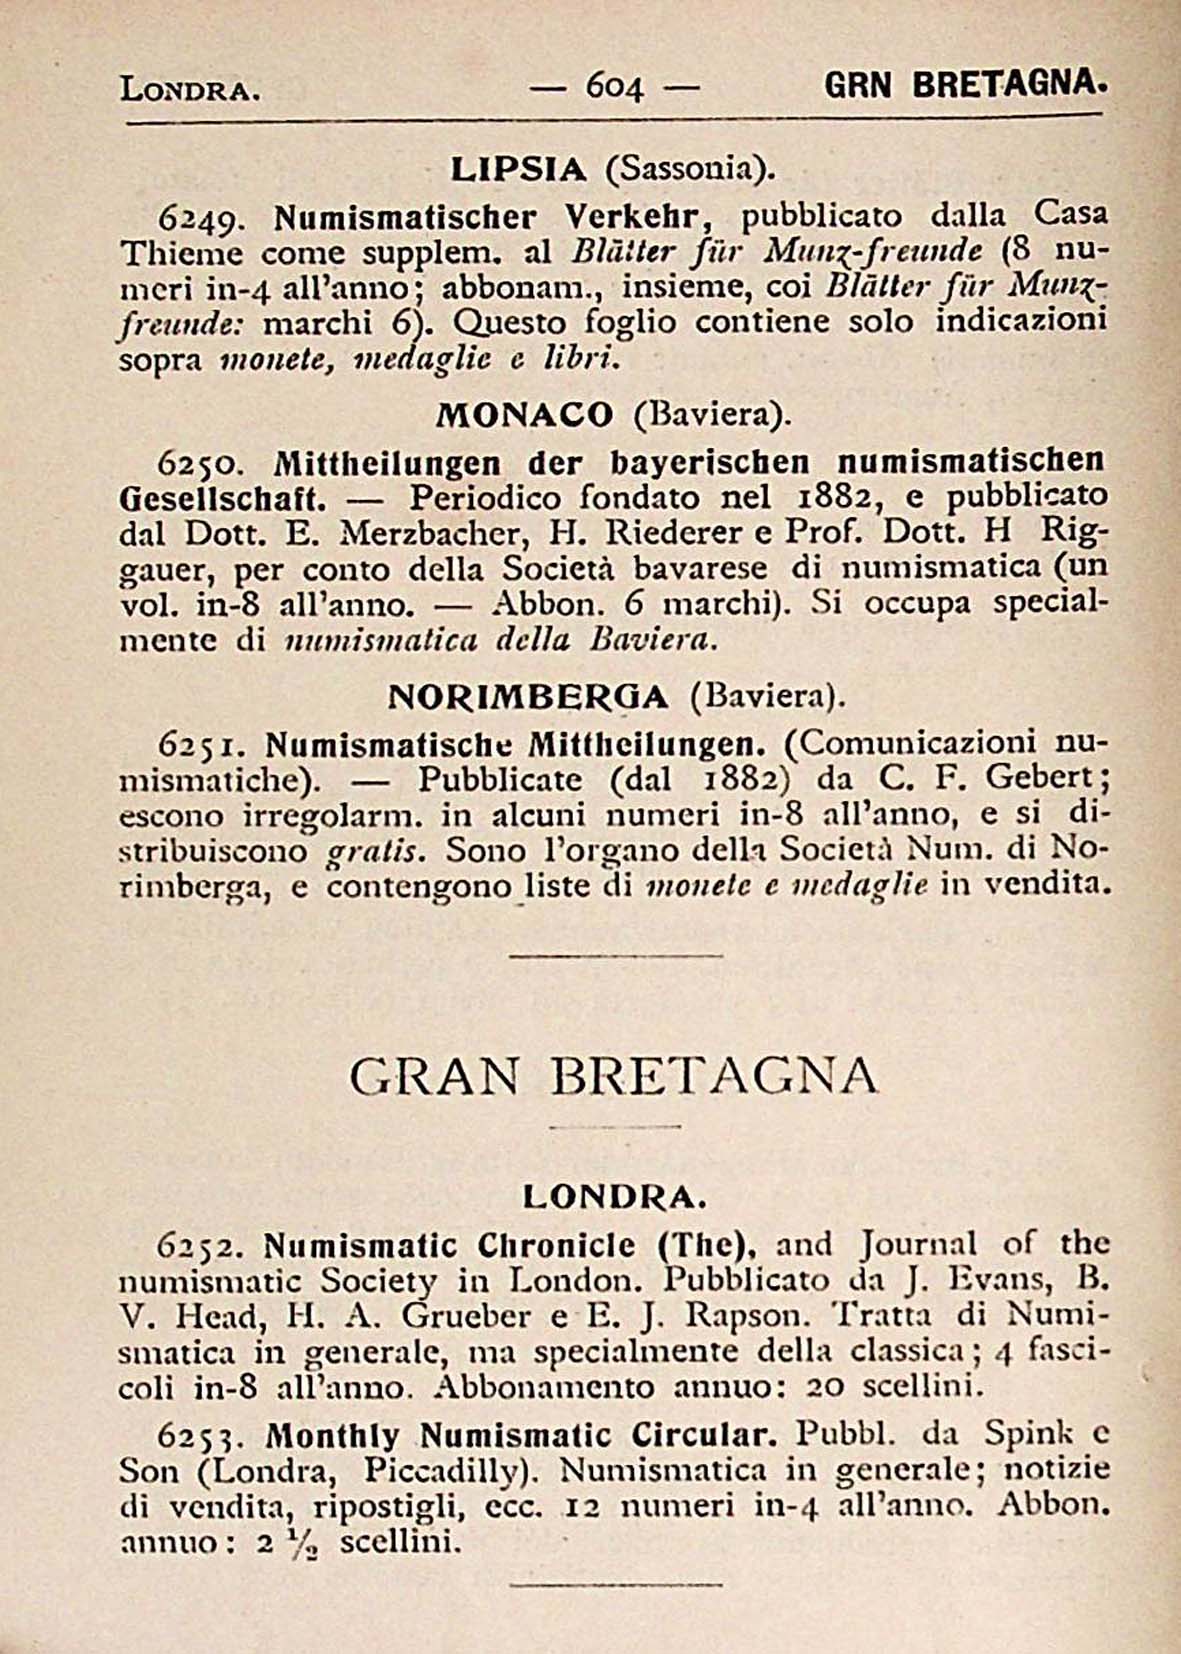 LONDRA. — 604 — GRN BRETAGNA.
LIPSIA (Sassonia).
6249. Numismatischer Verkehr, pubblicato dalla Casa
Thieme come supplem. al Blätter für Munz-freunde (8 nu-
meri in-4 all'anno; abbonam., insieme, coi Blätter für Munz-
freunde: marchi 6). Questo foglio contiene solo indicazioni
sopra monete, medaglie e libri.
MONACO (Baviera).
6250. Mittheilungen der bayerischen numismatischen
Gesellschaft. — Periodico fondato nel 1882, e pubblicato
dal Dott. E. Merzbacher, H. Riederer e Prof. Dott. H Rig-
gauer, per conto della Società bavarese di numismatica (un
vol. in-8 all'anno. — Abbon. 6 marchi). Si occupa special-
mente di numismatica della Baviera.
NORIMBERGA (Baviera).
6251. Numismatische Mittheilungen. (Comunicazioni nu-
mismatiche). — Pubblicate (dal 1882) da C. F. Gebert;
escono irregolarm. in alcuni numeri in-8 all'anno, e si di-
stribuiscono gratis. Sono l'organo della Società Num. di No-
rimberga, e contengono liste di monete e medaglie in vendita.
GRAN BRETAGNA
LONDRA.
6252. Numismatic Chronicle (The), and Journal of the
numismatic Society in London. Pubblicato da J. Evans, B.
V. Head, H. A. Grueber e E. J. Rapson. Tratta di Numi-
smatica in generale, ma specialmente della classica; 4 fasci-
coli in-8 all'anno. Abbonamento annuo: 20 scellini.
6253. Monthly Numismatic Circular. Pubbl. da Spink e
Son (Londra, Piccadilly). Numismatica in generale; notizie
di vendita, ripostigli, ecc. 12 numeri in-4 all'anno. Abbon.
annuo: 2 ½ scellini.